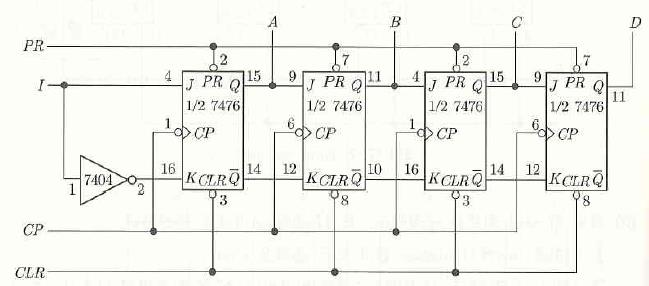 A B C D
PR 2 7 2 7
I 4 J PR Q 15 9 J PR Q 11 4 J PR Q 15 9 J PR Q 11
1/2 7476 1/2 7476 1/2 7476 1/2 7476
1 CP 6 CP 1 CP 6 CP
1 7404 2 16 K CLR Q̅ 14 12 K CLR Q̅ 10 16 K CLR Q̅ 14 12 K CLR Q̅
3 8 3 8
CP
CLR